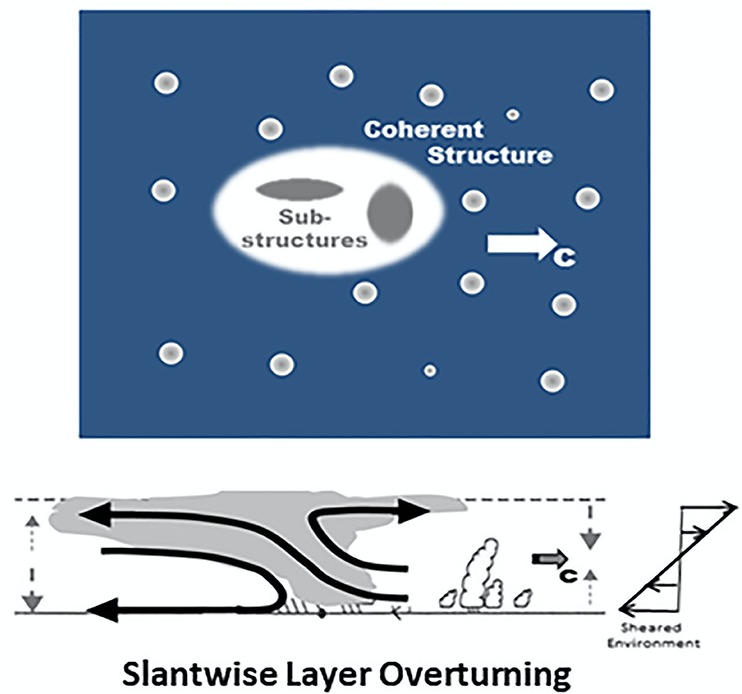 Coherent
Structure
Sub-
structures
C
C
Sheared
Environment
Slantwise Layer Overturning